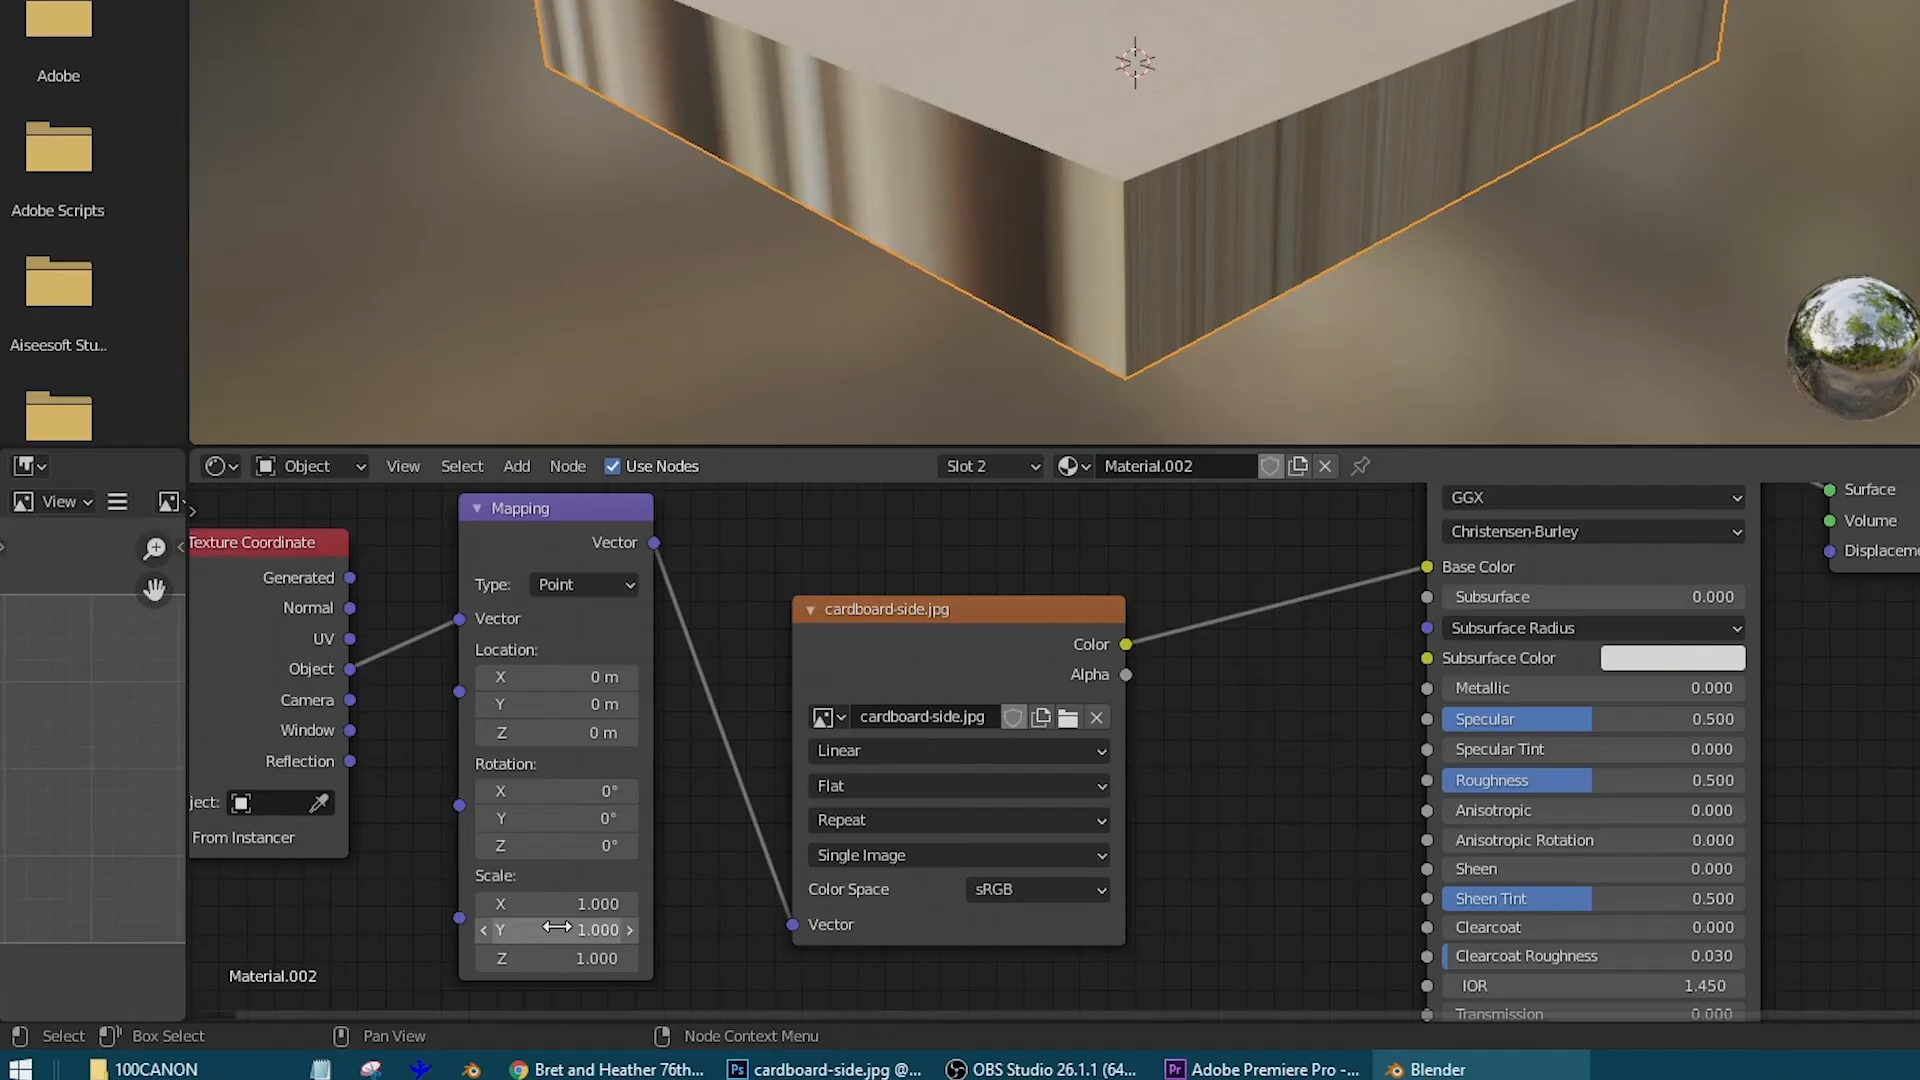 Adobe
Adobe Scripts
Aiseesoft Stu...
Object
View
Select
Add
Node
Use Nodes
Slot 2
Material.002
View
Texture Coordinate
Generated
Normal
UV
Object
Camera
Window
Reflection
ject:
From Instancer
Material.002
Mapping
Vector
Type:
Point
Vector
Location:
X 0 m
Y 0 m
Z 0 m
Rotation:
X 0°
Y 0°
Z 0°
Scale:
X 1.000
Y 1.000
Z 1.000
cardboard-side.jpg
Color
Alpha
cardboard-side.jpg
Linear
Flat
Repeat
Single Image
Color Space sRGB
Vector
GGX
Christensen-Burley
Base Color
Subsurface 0.000
Subsurface Radius
Subsurface Color
Metallic 0.000
Specular 0.500
Specular Tint 0.000
Roughness 0.500
Anisotropic 0.000
Anisotropic Rotation 0.000
Sheen 0.000
Sheen Tint 0.500
Clearcoat 0.000
Clearcoat Roughness 0.030
IOR 1.450
Transmission 0.000
Surface
Volume
Displaceme
Select
Box Select
Pan View
Node Context Menu
100CANON
Bret and Heather 76th...
Ps
cardboard-side.jpg @...
OBS Studio 26.1.1 (64...
Pr
Adobe Premiere Pro -...
Blender